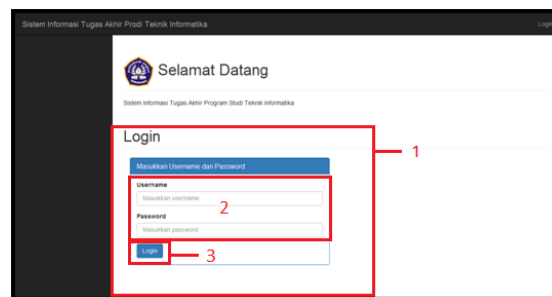 Sistem Informasi Tugas Akhir Prodi Teknik Informatika
Login
Selamat Datang
Sistem Informasi Tugas Akhir Program Studi Teknik Informatika
Login
1
Masukkan Username dan Password
Username
Masukkan username
2
Password
Masukkan password
Login
3